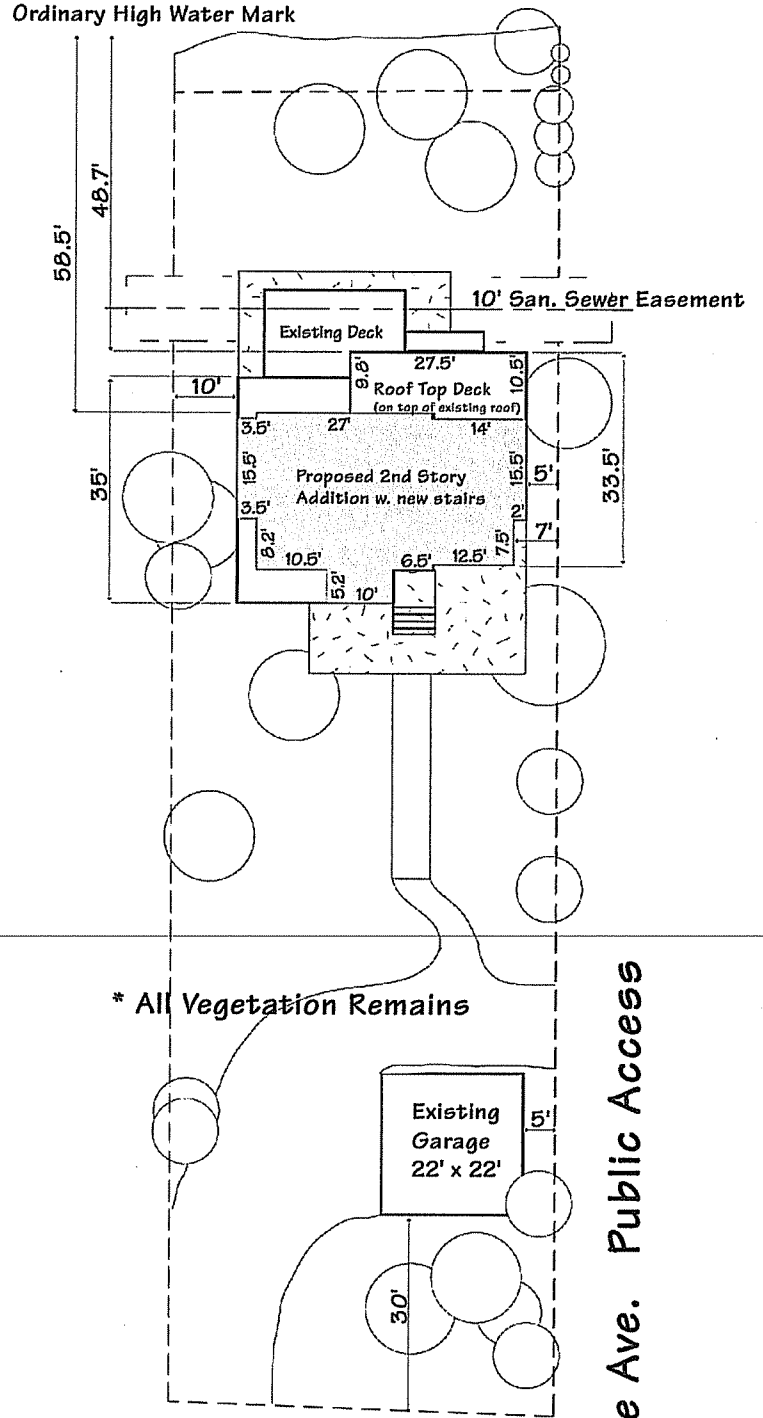 Ordinary High Water Mark
48.7'
58.5'
10' San. Sewer Easement
Existing Deck
27.5'
9.8'
10.5'
Roof Top Deck
(on top of existing roof)
10'
3.5'
27'
14'
35'
15.5'
Proposed 2nd Story
Addition w. new stairs
15.5'
5'
33.5'
3.5'
2'
8.2'
7.5'
7'
10.5'
6.5'
12.5'
5.2'
10'
* All Vegetation Remains
Existing
Garage
22' x 22'
5'
30'
e Ave. Public Access